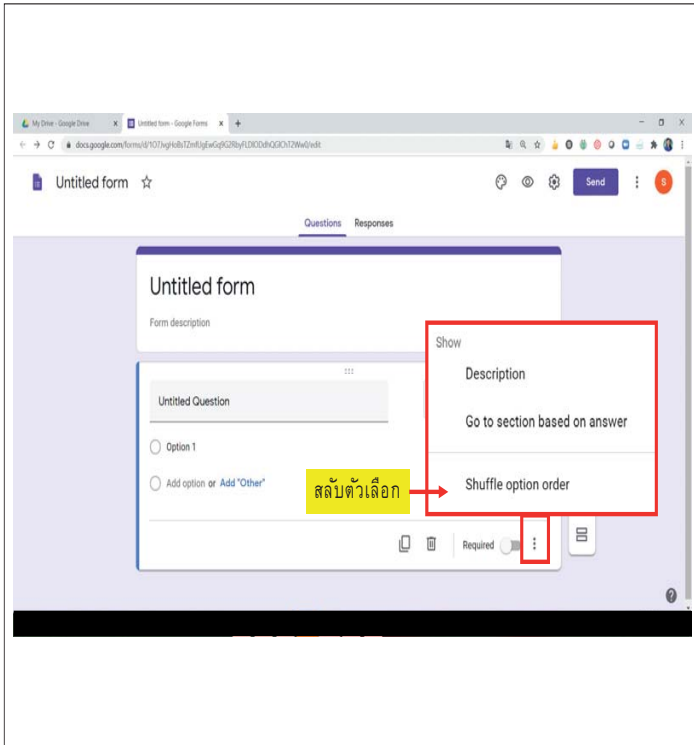 My Drive - Google Drive
Untitled form - Google Forms
Untitled form
Send
S
Questions
Responses
Untitled form
Form description
Show
Description
Go to section based on answer
Shuffle option order
Untitled Question
Option 1
Add option or Add "Other"
สลับตัวเลือก
Required